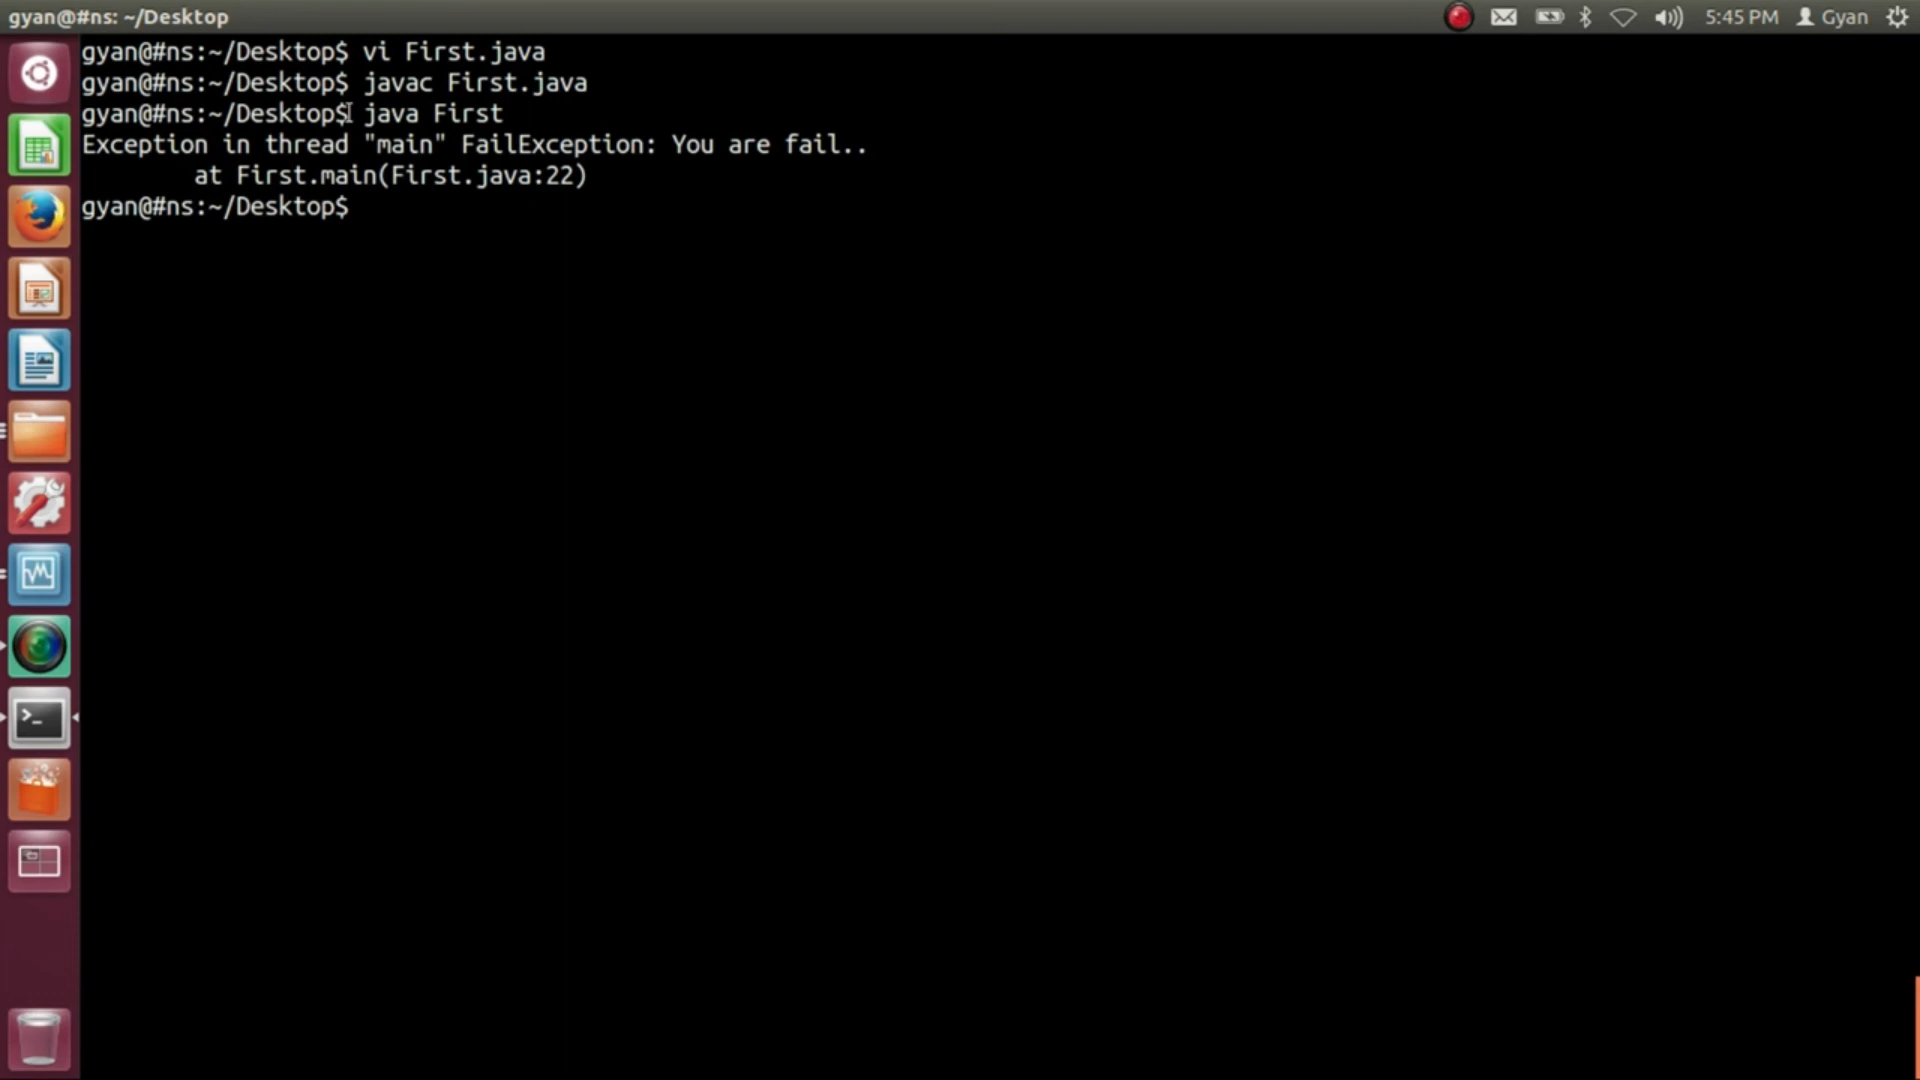 gyan@#ns: ~/Desktop
5:45 PM
Gyan
gyan@#ns:~/Desktop$ vi First.java
gyan@#ns:~/Desktop$ javac First.java
gyan@#ns:~/Desktop$ java First
Exception in thread "main" FailException: You are fail..
at First.main(First.java:22)
gyan@#ns:~/Desktop$